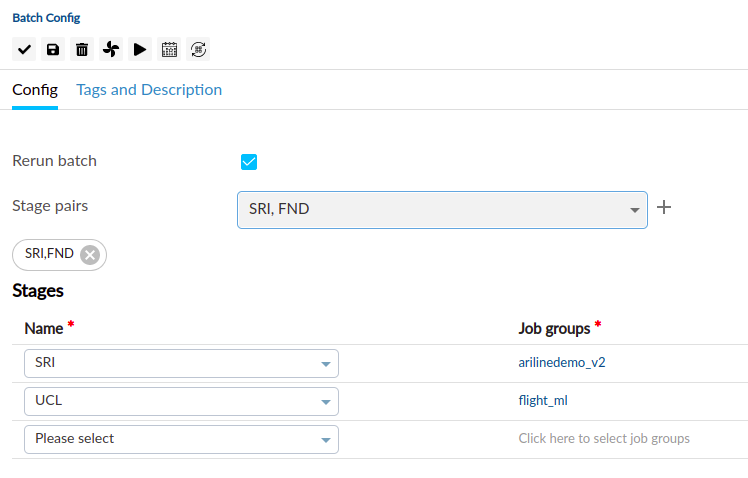 Batch Config
Config Tags and Description
Rerun batch
Stage pairs SRI, FND
SRI,FND
Stages
Name * Job groups *
SRI arilinedemo_v2
UCL flight_ml
Please select Click here to select job groups